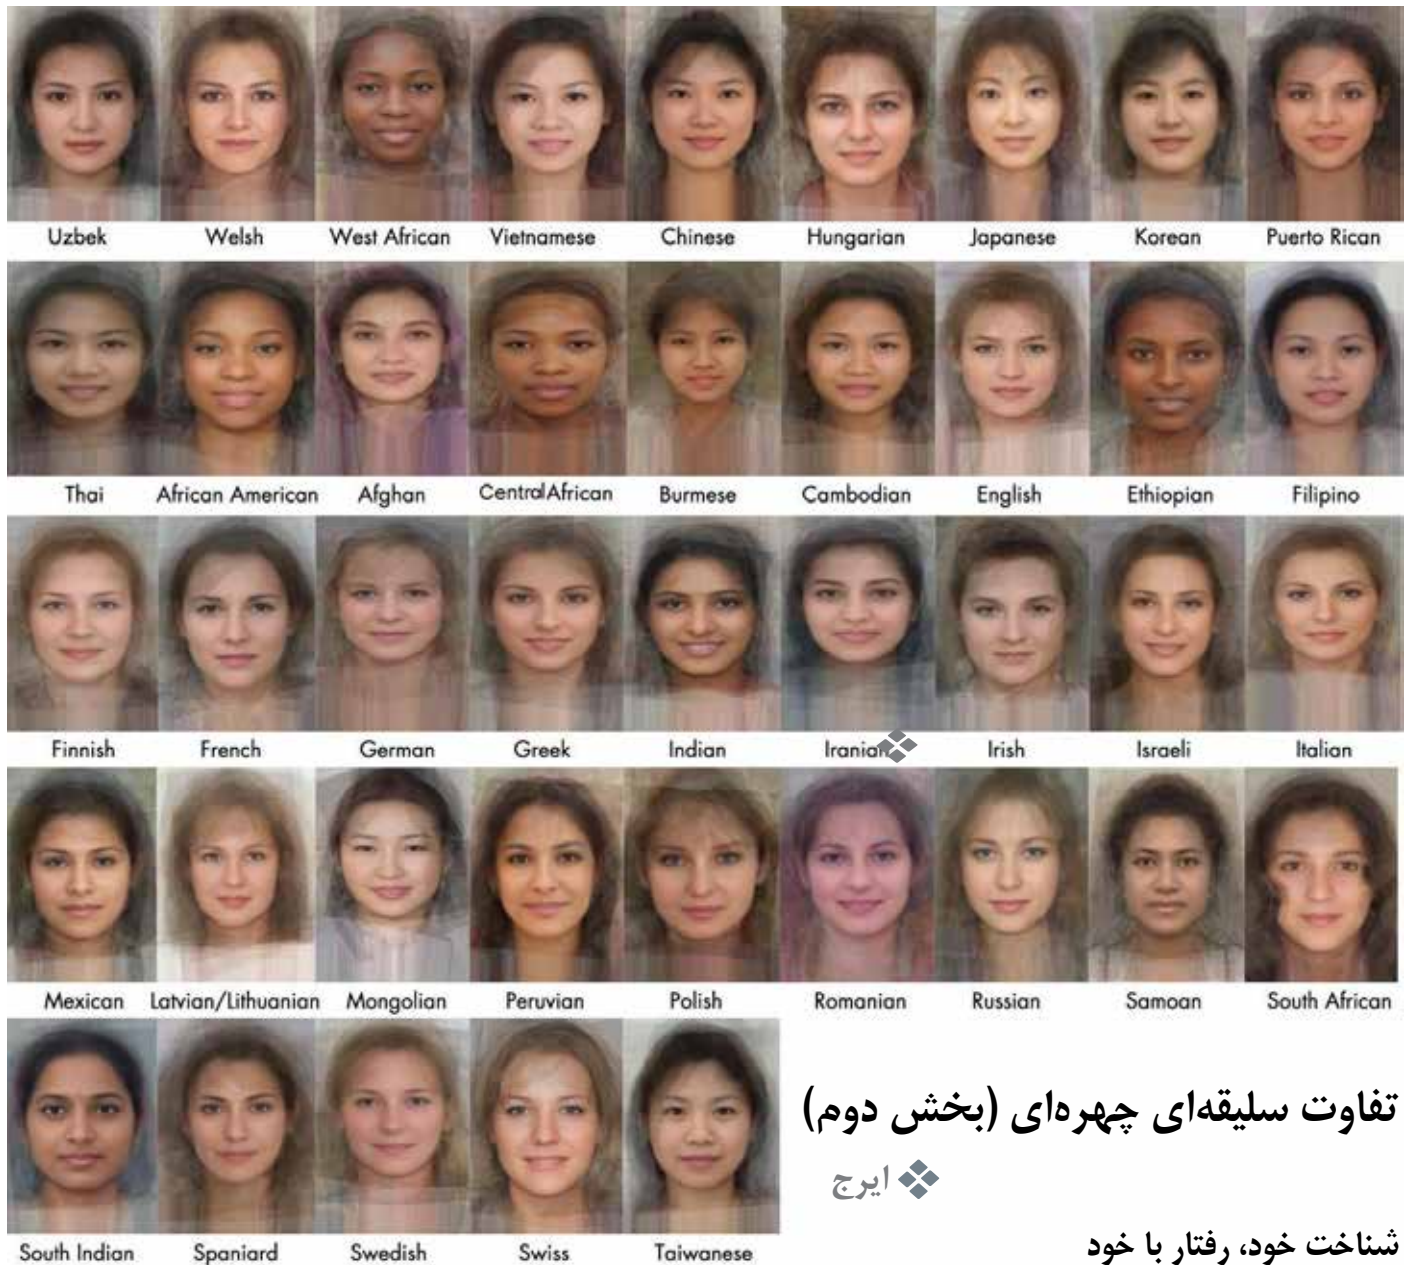 Uzbek Welsh West African Vietnamese Chinese Hungarian Japanese Korean Puerto Rican
Thai African American Afghan Central African Burmese Cambodian English Ethiopian Filipino
Finnish French German Greek Indian Iranian Irish Israeli Italian
Mexican Latvian/Lithuanian Mongolian Peruvian Polish Romanian Russian Samoan South African
South Indian Spaniard Swedish Swiss Taiwanese
تفاوت سلیقه‌ای چهره‌ای (بخش دوم)
❖ ایرج
شناخت خود، رفتار با خود